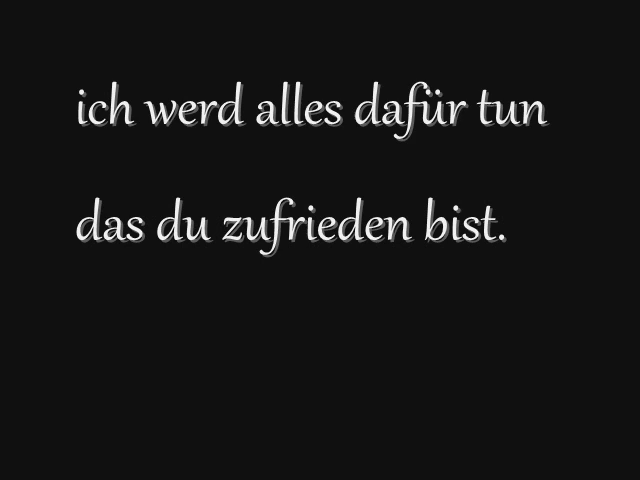 ich werd alles dafür tun
das du zufrieden bist.